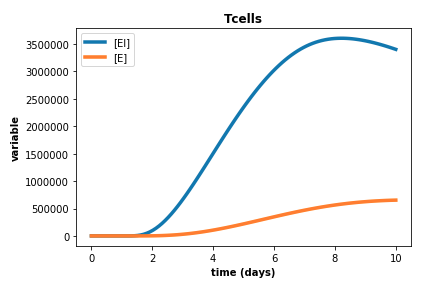 Tcells
[EI]
[E]
variable
3500000
3000000
2500000
2000000
1500000
1000000
500000
0
0 2 4 6 8 10
time (days)